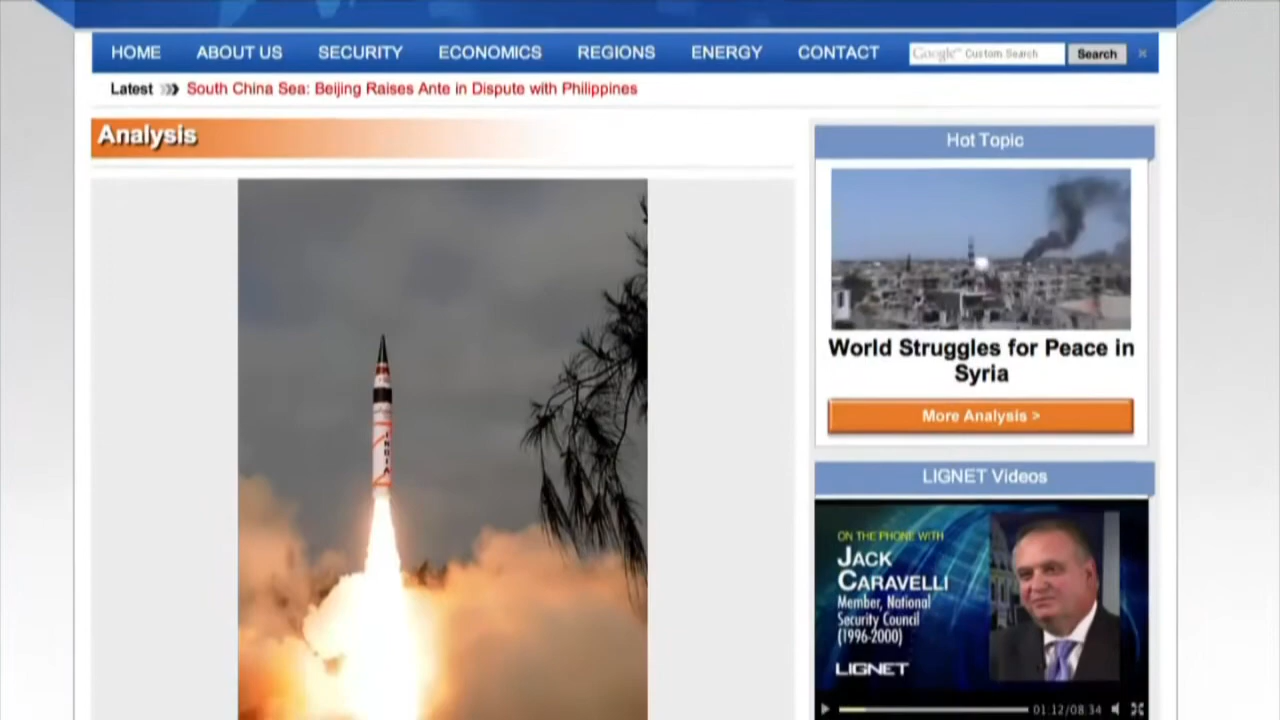 HOME ABOUT US SECURITY ECONOMICS REGIONS ENERGY CONTACT Google™ Custom Search Search ×
Latest South China Sea: Beijing Raises Ante in Dispute with Philippines
Analysis
INDIA
Hot Topic
World Struggles for Peace in
Syria
More Analysis >
LIGNET Videos
ON THE PHONE WITH
JACK
CARAVELLI
Member, National
Security Council
(1996-2000)
LIGNET
01:12/08:34